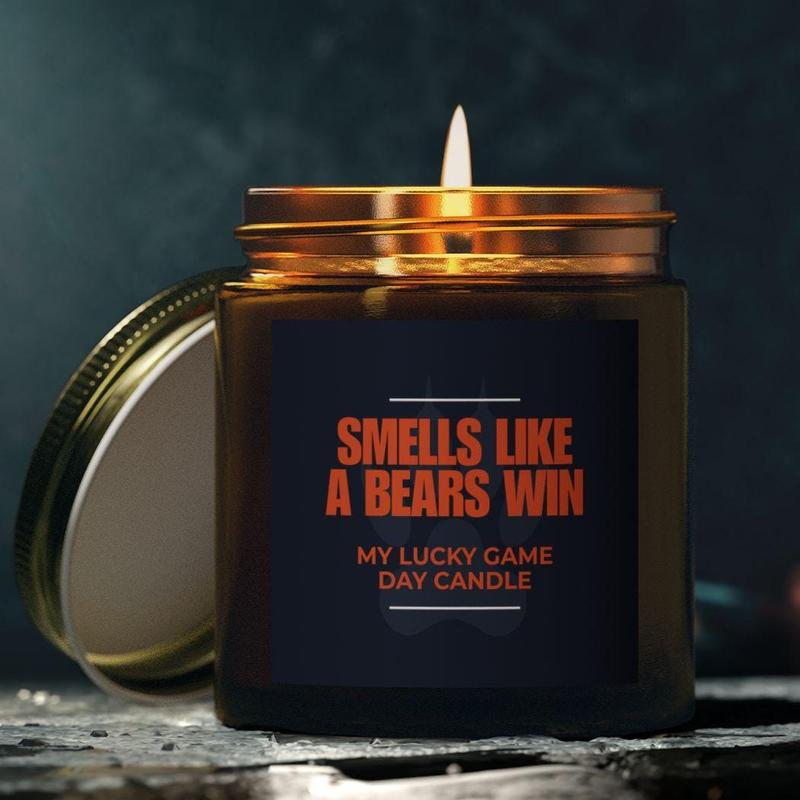 SMELLS LIKE
A BEARS WIN
MY LUCKY GAME
DAY CANDLE